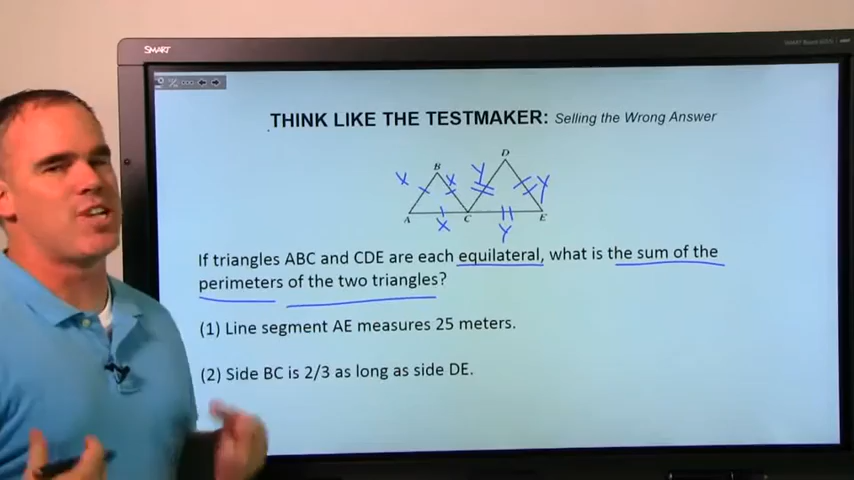 SMART
THINK LIKE THE TESTMAKER: Selling the Wrong Answer
D
B
Y
X
X
Y
A
C
E
X
Y
If triangles ABC and CDE are each equilateral, what is the sum of the
perimeters of the two triangles?
(1) Line segment AE measures 25 meters.
(2) Side BC is 2/3 as long as side DE.